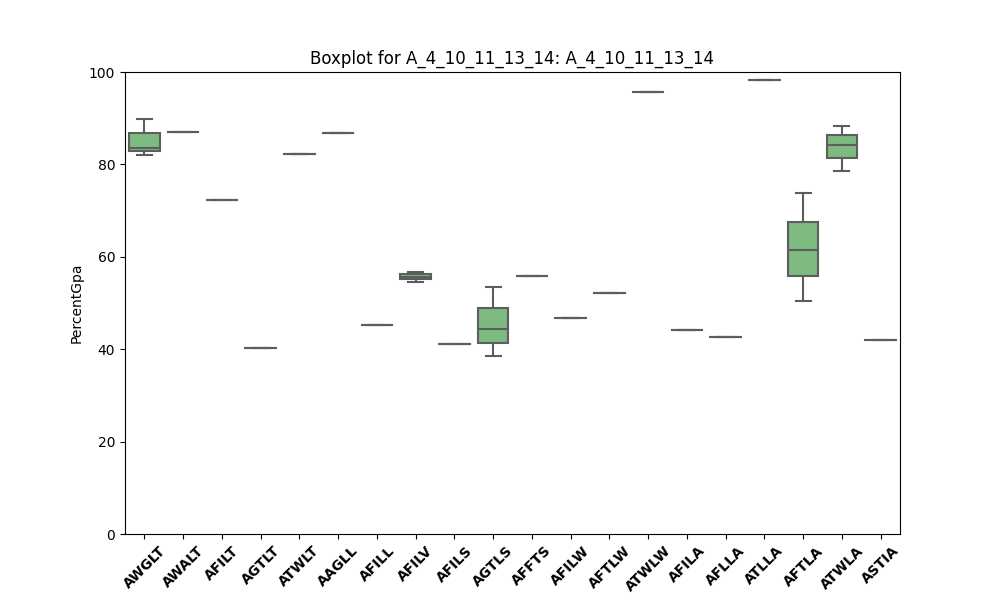 Boxplot for A_4_10_11_13_14: A_4_10_11_13_14
PercentGpa
100
80
60
40
20
0
AWGLT
AWALT
AFILT
AGTLT
ATWLT
AAGLL
AFILL
AFILV
AFILS
AGTLS
AFFTS
AFILW
AFTLW
ATWLW
AFILA
AFLLA
ATLLA
AFTLA
ATWLA
ASTIA